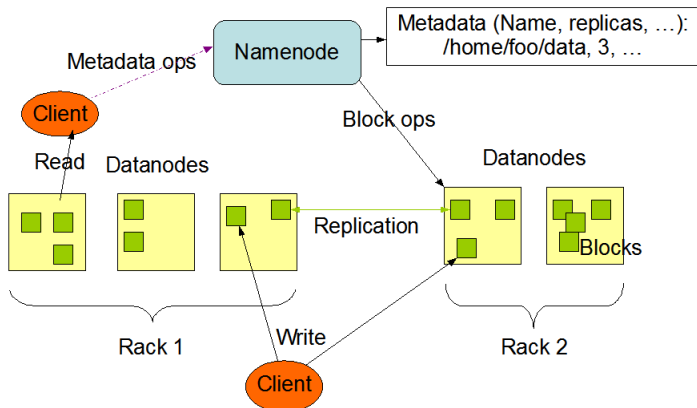 Metadata (Name, replicas, …):
/home/foo/data, 3, …
Namenode
Metadata ops
Client
Block ops
Read
Datanodes
Datanodes
Replication
Blocks
Rack 1
Write
Rack 2
Client